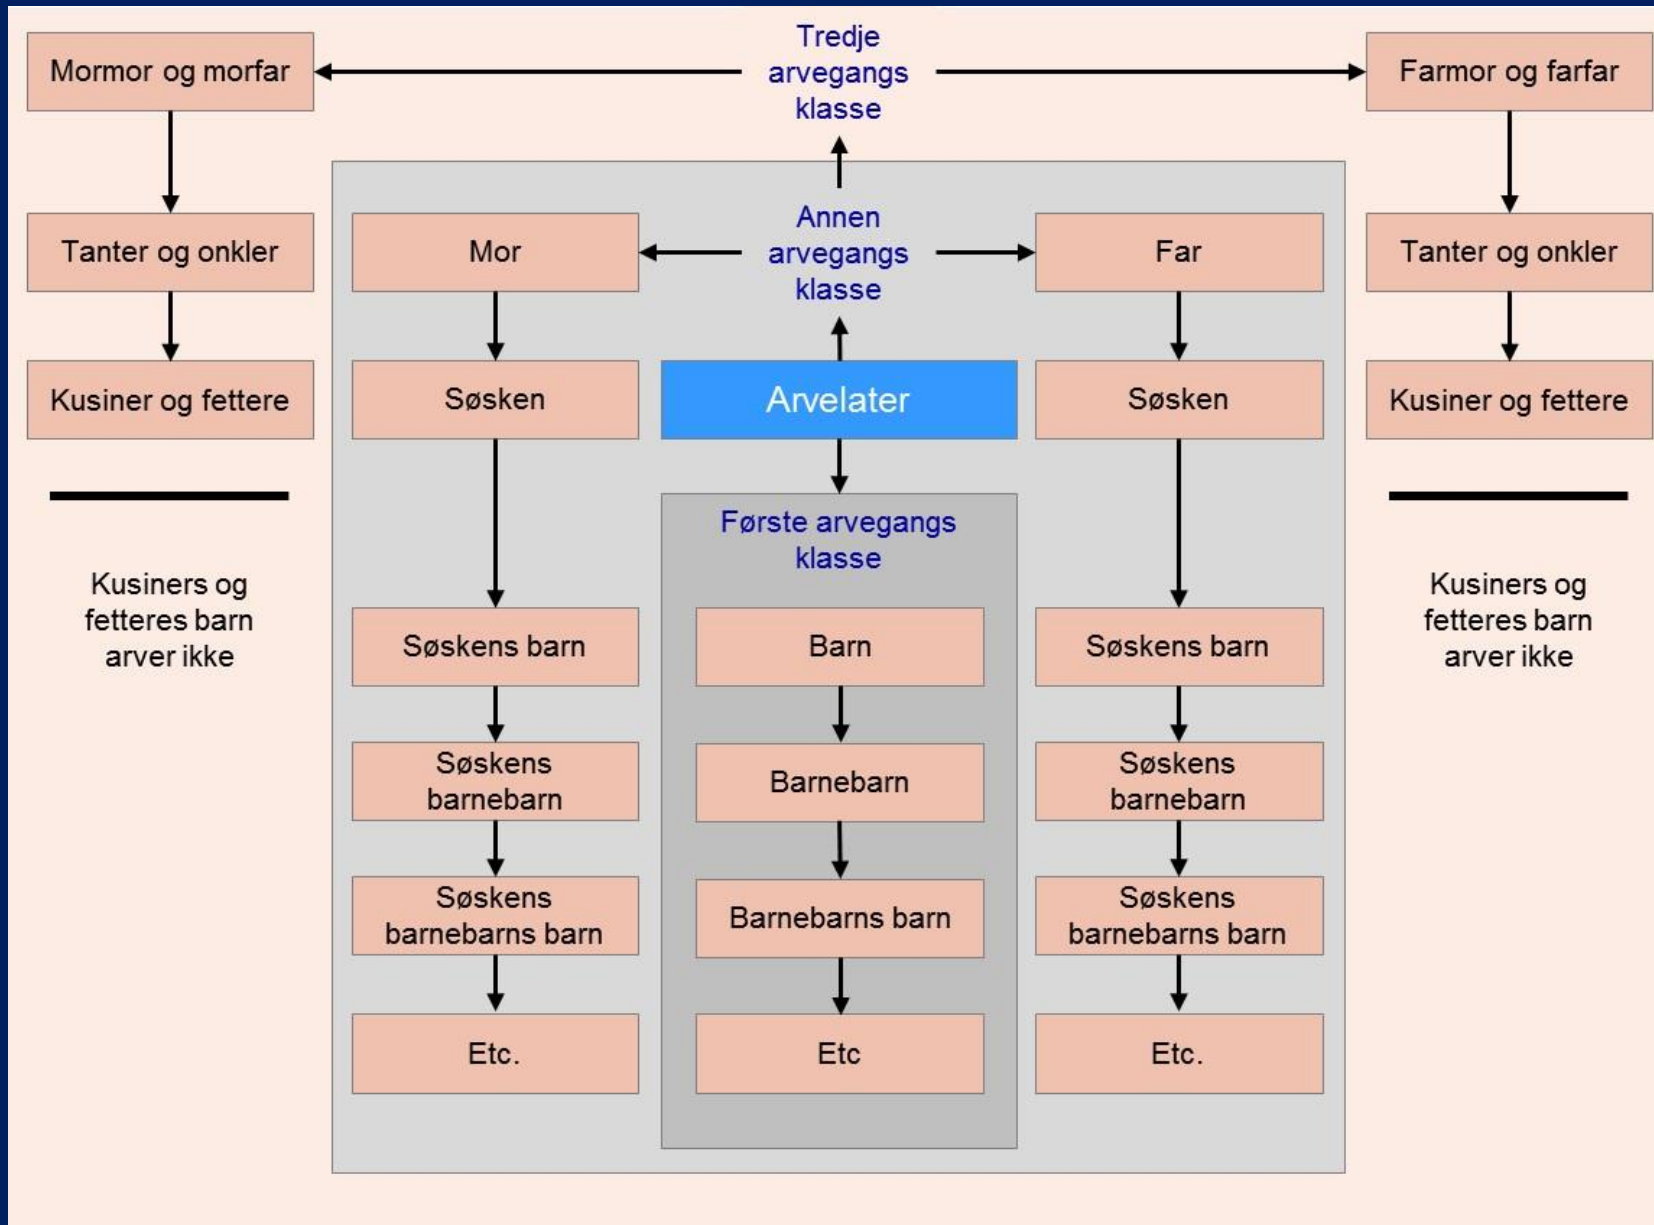 Tredje
arvegangs
klasse
Mormor og morfar
Farmor og farfar
Annen
arvegangs
klasse
Tanter og onkler
Mor
Far
Tanter og onkler
Kusiner og fettere
Søsken
Arvelater
Søsken
Kusiner og fettere
Første arvegangs
klasse
Kusiners og
fetteres barn
arver ikke
Kusiners og
fetteres barn
arver ikke
Søskens barn
Barn
Søskens barn
Søskens
barnebarn
Barnebarn
Søskens
barnebarn
Søskens
barnebarns barn
Barnebarns barn
Søskens
barnebarns barn
Etc.
Etc
Etc.